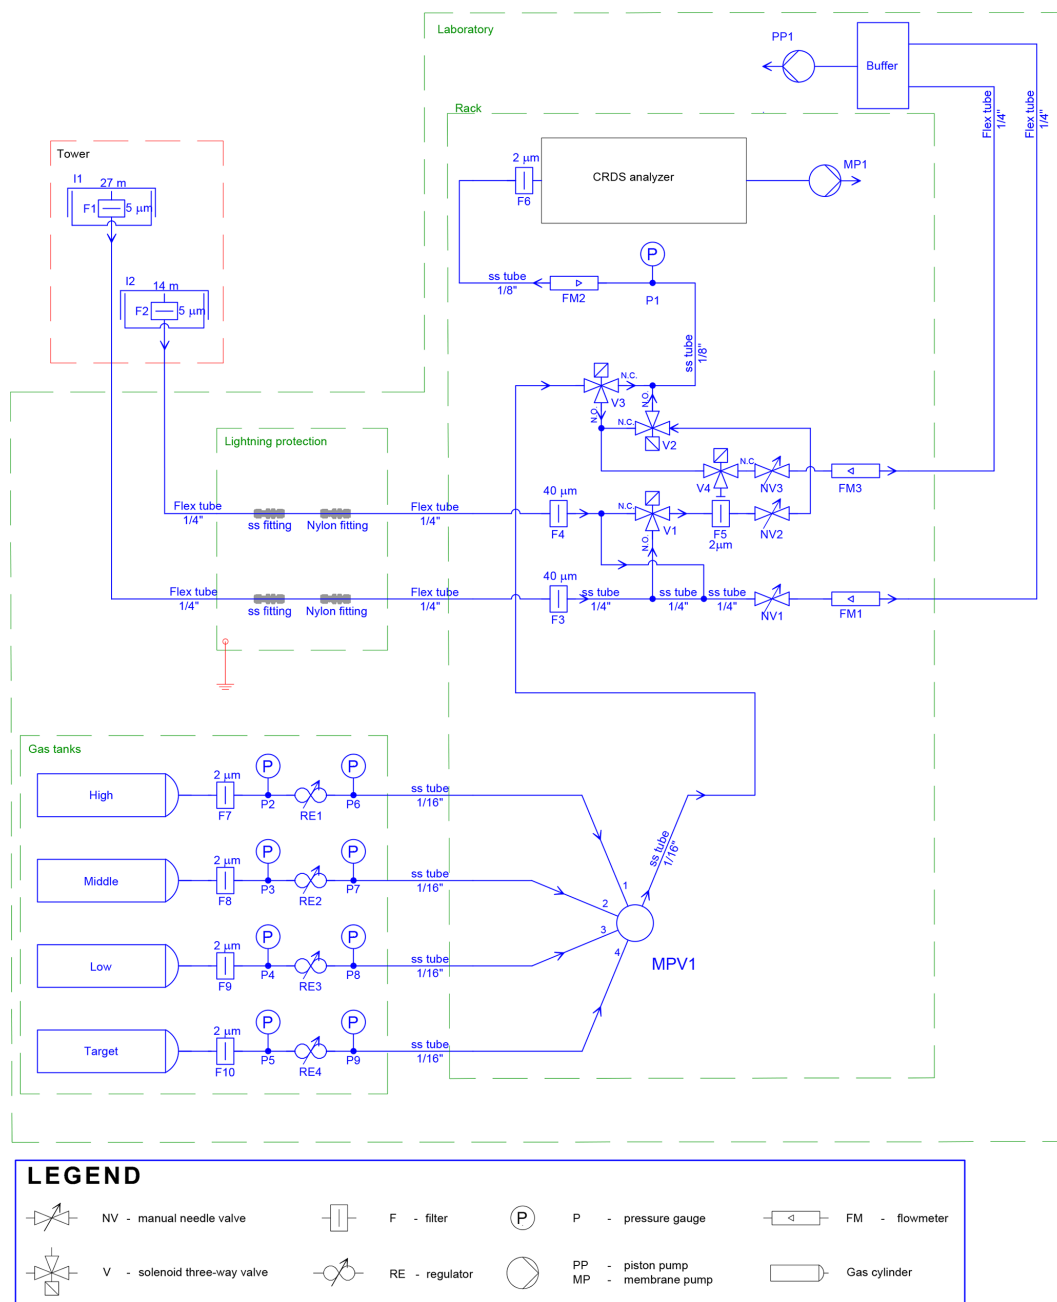 Laboratory
PP1
Buffer
Flex tube
1/4"
Flex tube
1/4"
Rack
Tower
I1
27 m
F1
5 µm
I2
14 m
F2
5 µm
2 µm
F6
CRDS analyzer
MP1
P
P1
ss tube
1/8"
FM2
ss tube
1/8"
N.C.
V3
N.O.
N.O.
N.C.
V2
N.C.
V4
NV3
FM3
Lightning protection
Flex tube
1/4"
ss fitting
Nylon fitting
Flex tube
1/4"
40 µm
F4
N.C.
V1
N.O.
F5
2µm
NV2
Flex tube
1/4"
ss fitting
Nylon fitting
Flex tube
1/4"
40 µm
F3
ss tube
1/4"
ss tube
1/4"
ss tube
1/4"
NV1
FM1
Gas tanks
High
2 µm
F7
P
P2
RE1
P
P6
ss tube
1/16"
Middle
2 µm
F8
P
P3
RE2
P
P7
ss tube
1/16"
Low
2 µm
F9
P
P4
RE3
P
P8
ss tube
1/16"
Target
2 µm
F10
P
P5
RE4
P
P9
ss tube
1/16"
1
2
3
4
ss tube
1/16"
MPV1
LEGEND
NV - manual needle valve
F - filter
P P - pressure gauge
FM - flowmeter
V - solenoid three-way valve
RE - regulator
PP - piston pump
MP - membrane pump
Gas cylinder